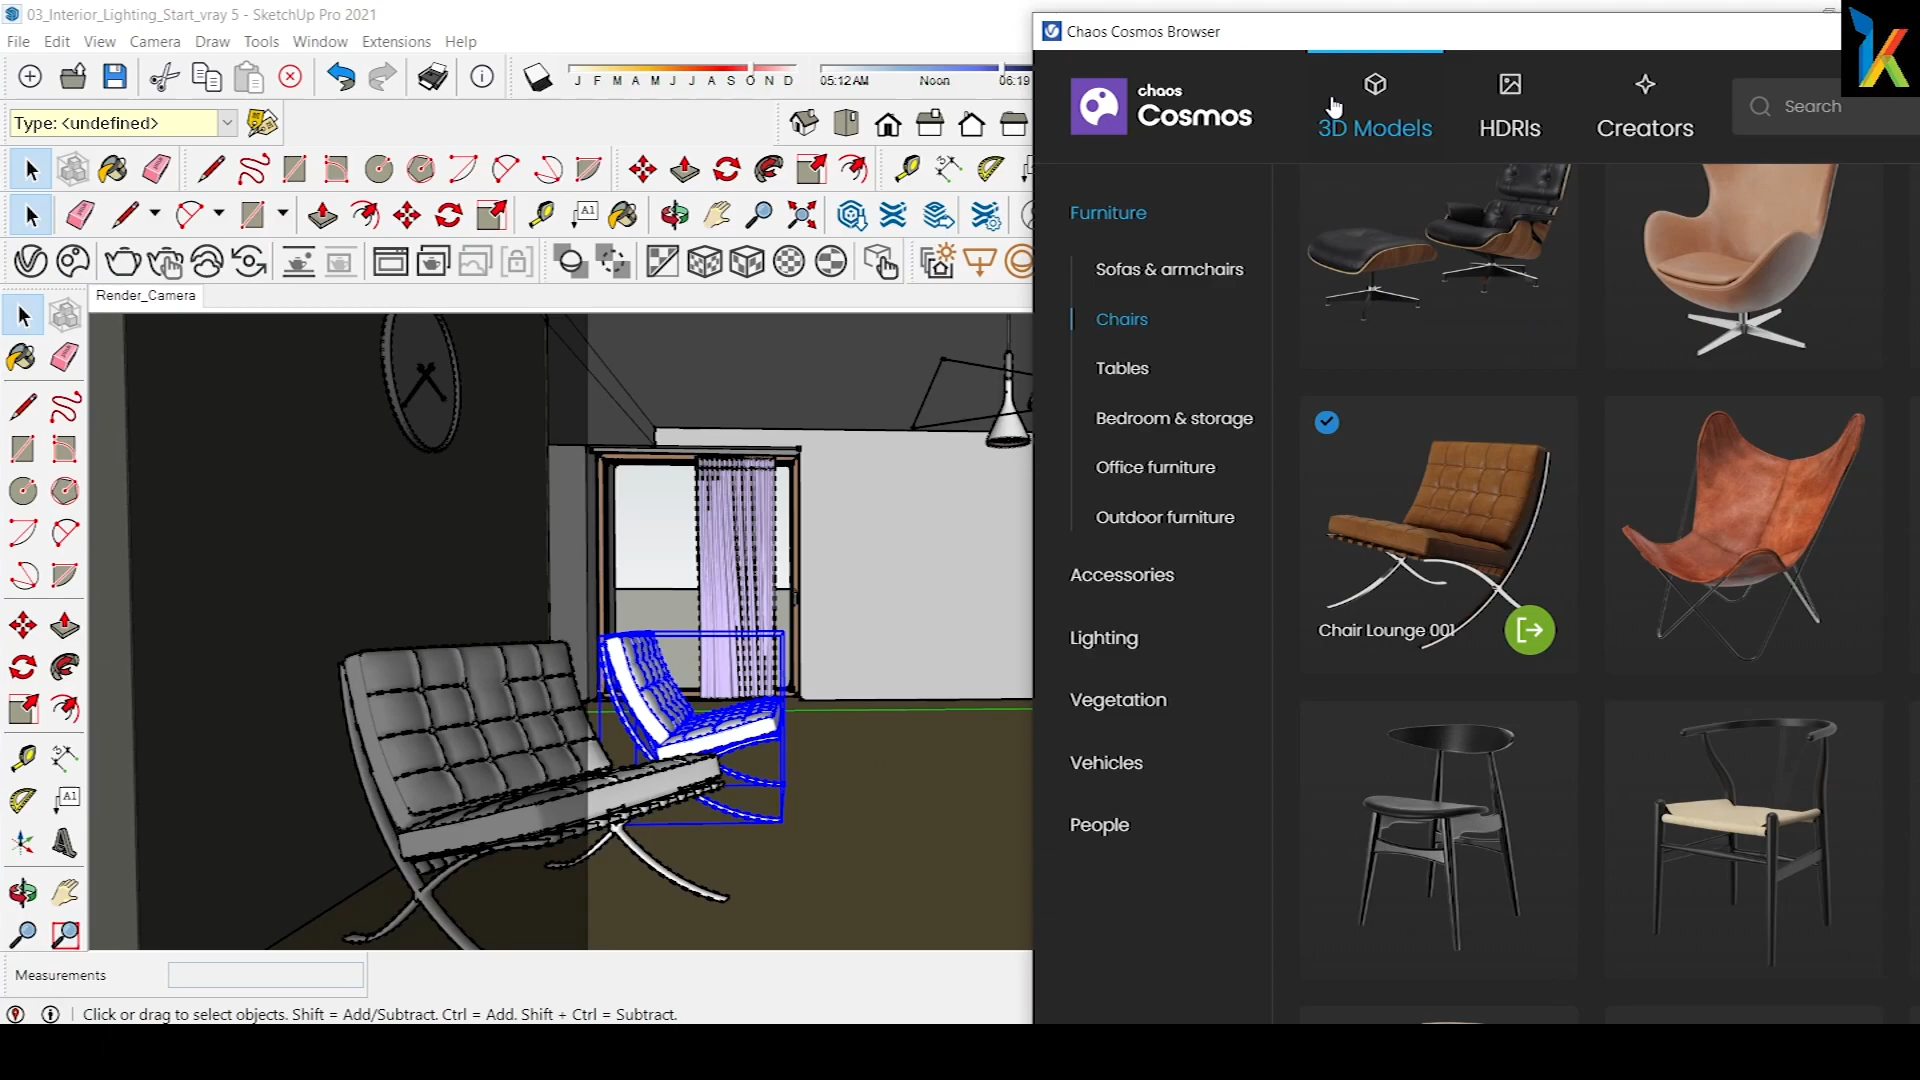 03_Interior_Lighting_Start_vray 5 - SketchUp Pro 2021
File Edit View Camera Draw Tools Window Extensions Help
J F M A M J J A S O N D
05:12 AM Noon 06:19
Type: <undefined>
A1
Render_Camera
A1
Measurements
Click or drag to select objects. Shift = Add/Subtract. Ctrl = Add. Shift + Ctrl = Subtract.
Chaos Cosmos Browser
chaos
Cosmos
3D Models
HDRIs
Creators
Search
Furniture
Sofas & armchairs
Chairs
Tables
Bedroom & storage
Office furniture
Outdoor furniture
Accessories
Lighting
Vegetation
Vehicles
People
Chair Lounge 001
K